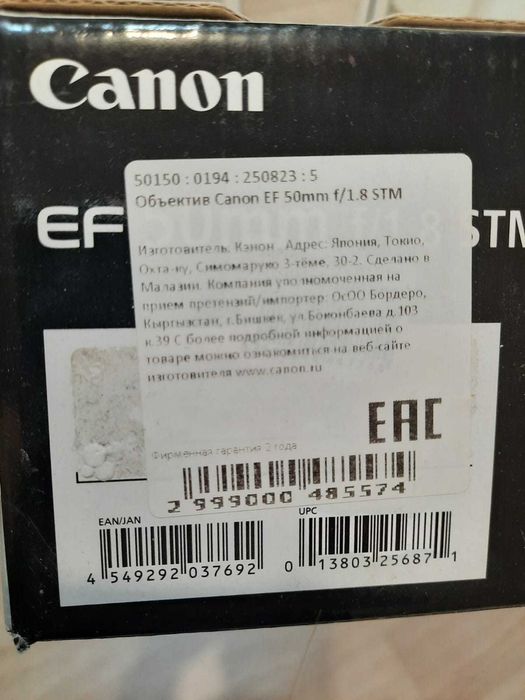 Canon
50150 : 0194 : 250823 : 5
Объектив Canon EF 50mm f/1.8 STM
EF STM
Изготовитель: Кэнон . Адрес: Япония, Токио,
Охта-ку, Симомаруко 3-тёме, 30-2. Сделано в
Малазии. Компания уполномоченная на
прием претензий/импортер: ОсОО Бордеро,
Кыргызстан, г.Бишкек, ул.Боконбаева д.103
к.39 С более подробной информацией о
товаре можно ознакомиться на веб-сайте
изготовителя www.canon.ru
EAC
Фирменная гарантия 2 года
2 999000 485574
EAN/JAN
UPC
4 549292 037692
0 13803 25687 1